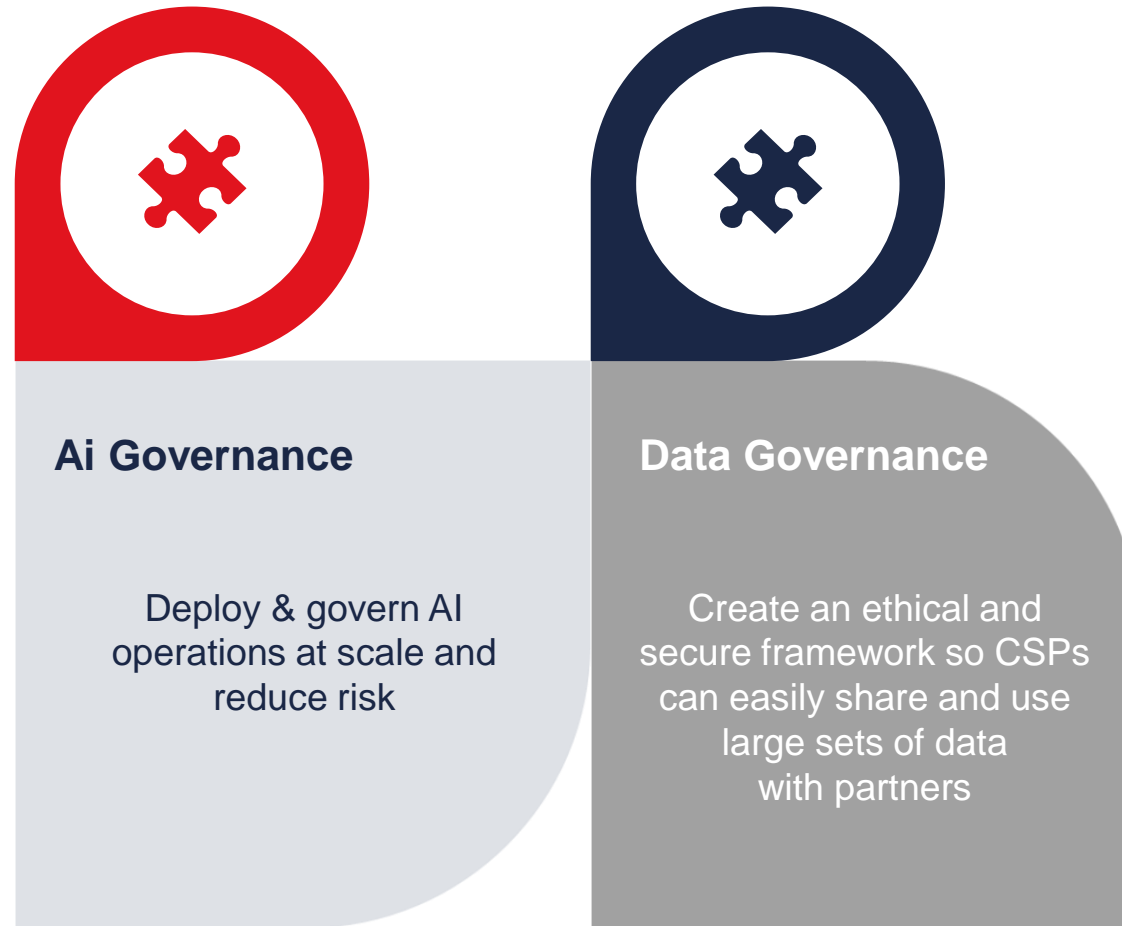 Ai Governance
Deploy & govern AI
operations at scale and
reduce risk
Data Governance
Create an ethical and
secure framework so CSPs
can easily share and use
large sets of data
with partners